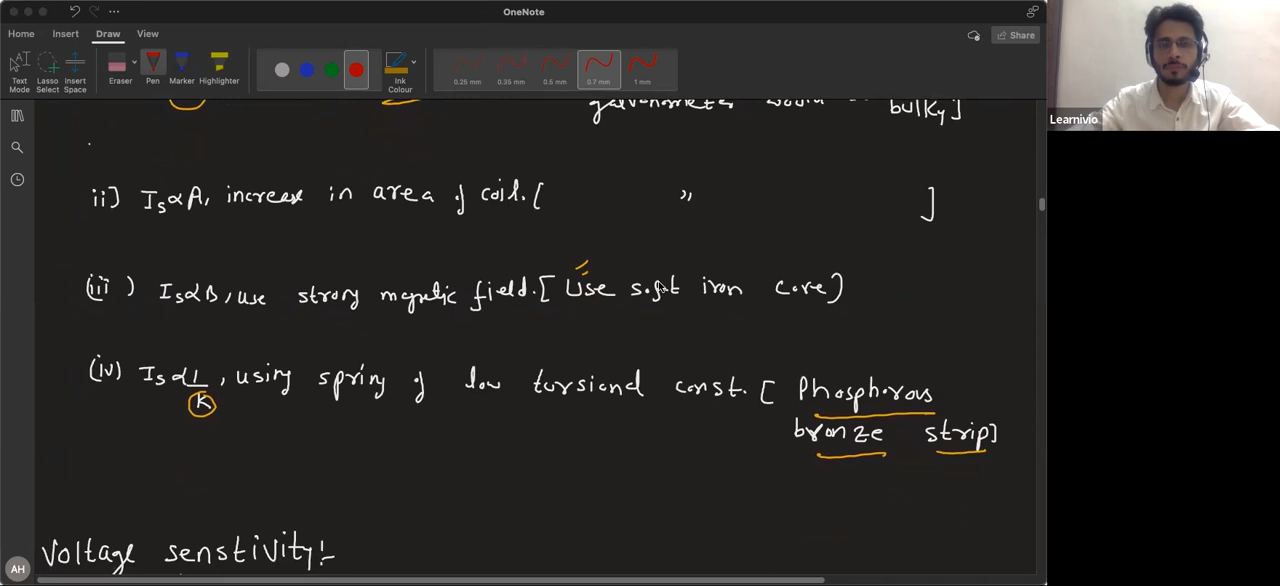 OneNote
Home Insert Draw View
Share
Text Mode
Lasso Select
Insert Space
Eraser
Pen
Marker
Highlighter
Ink Colour
0.25 mm
0.35 mm
0.5 mm
0.7 mm
1 mm
Learnivio
galvanometer would bulky]
ii] Is∝A, increase in area of coil.[ " ]
(iii) Is∝B, use strong magnetic field.[ Use soft iron core)
(iv) Is∝1/K, using spring of low torsional const. [ Phosphorous
bronze strip]
Voltage senstivity:-
AH